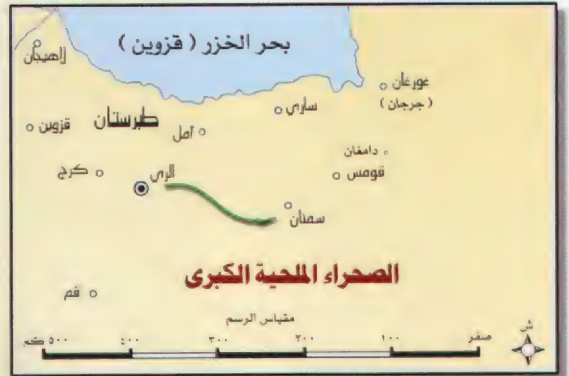 بحر الخزر ( قزوين )
لاهيجان
غورغان
( جرجان )
ساري
طبرستان
آمل
قزوين
دامغان
قومس
كرج
الري
سمنان
الصحراء الملحية الكبرى
قم
مقياس الرسم
صفر ١٠٠ ٢٠٠ ٣٠٠ ٤٠٠ ٥٠٠ كم
ش